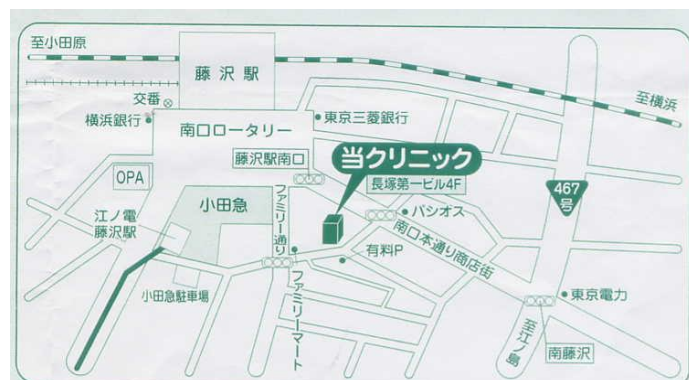 至小田原
藤沢駅
至横浜
交番
横浜銀行
南口ロータリー
東京三菱銀行
藤沢駅南口
当クリニック
長塚第一ビル4F
OPA
小田急
ファミリー通り
467号
江ノ電
藤沢駅
パシオス
南口本通り商店街
有料P
小田急駐車場
ファミリーマート
東京電力
至江ノ島
南藤沢